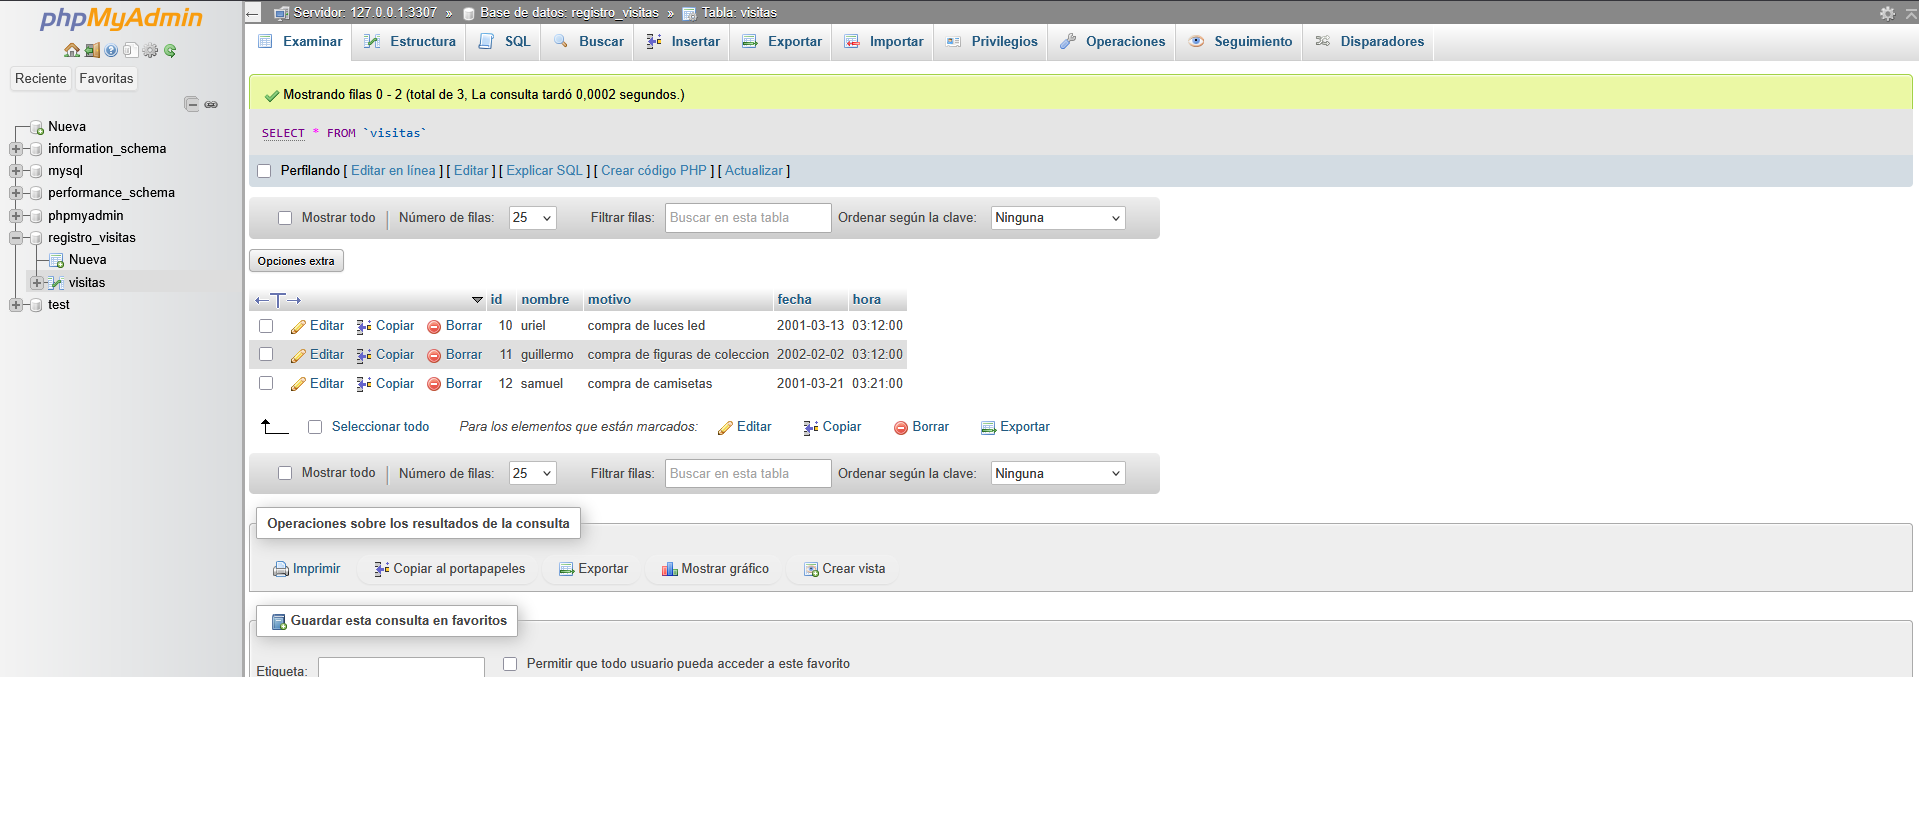 phpMyAdmin
Reciente Favoritas
Nueva
information_schema
mysql
performance_schema
phpmyadmin
registro_visitas
Nueva
visitas
test
Servidor: 127.0.0.1:3307 » Base de datos: registro_visitas » Tabla: visitas
Examinar Estructura SQL Buscar Insertar Exportar Importar Privilegios Operaciones Seguimiento Disparadores
Mostrando filas 0 - 2 (total de 3, La consulta tardó 0,0002 segundos.)
SELECT * FROM `visitas`
Perfilando [ Editar en línea ] [ Editar ] [ Explicar SQL ] [ Crear código PHP ] [ Actualizar ]
Mostrar todo Número de filas: 25 Filtrar filas: Buscar en esta tabla Ordenar según la clave: Ninguna
Opciones extra
←T→ id nombre motivo fecha hora
Editar Copiar Borrar 10 uriel compra de luces led 2001-03-13 03:12:00
Editar Copiar Borrar 11 guillermo compra de figuras de coleccion 2002-02-02 03:12:00
Editar Copiar Borrar 12 samuel compra de camisetas 2001-03-21 03:21:00
Seleccionar todo Para los elementos que están marcados: Editar Copiar Borrar Exportar
Mostrar todo Número de filas: 25 Filtrar filas: Buscar en esta tabla Ordenar según la clave: Ninguna
Operaciones sobre los resultados de la consulta
Imprimir Copiar al portapapeles Exportar Mostrar gráfico Crear vista
Guardar esta consulta en favoritos
Etiqueta: Permitir que todo usuario pueda acceder a este favorito